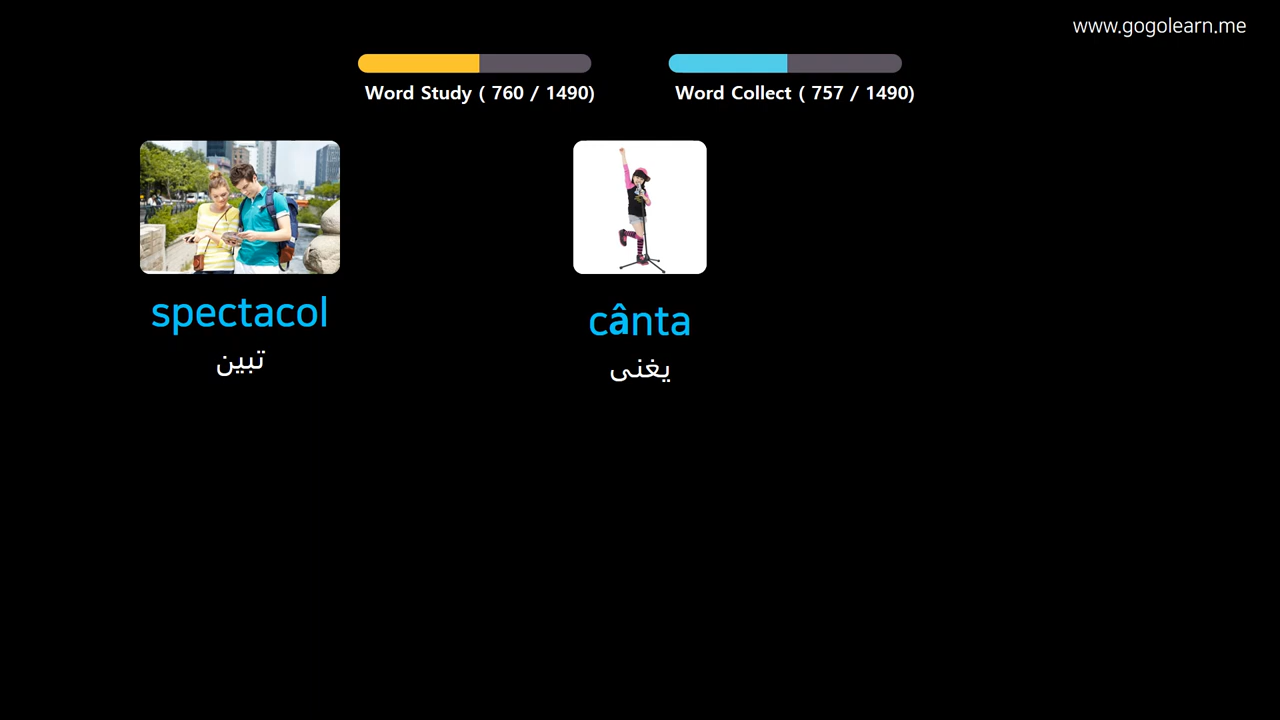 www.gogolearn.me
Word Study ( 760 / 1490)
Word Collect ( 757 / 1490)
spectacol
تبين
cânta
يغنى